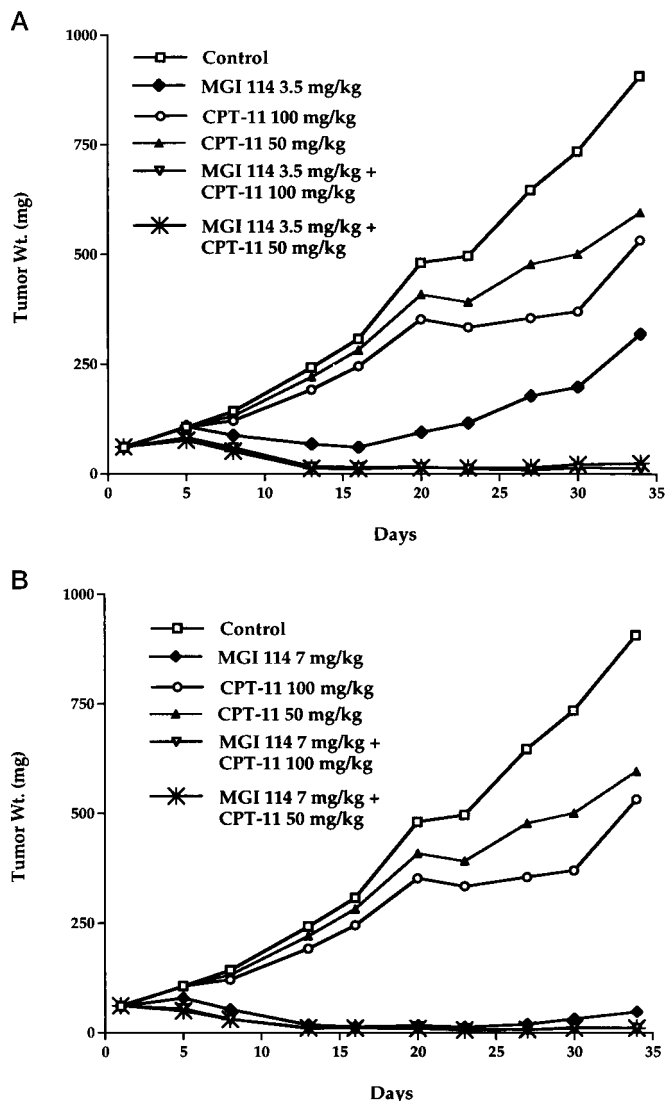 A
1000
750
500
250
0
Tumor Wt. (mg)
Control
MGI 114 3.5 mg/kg
CPT-11 100 mg/kg
CPT-11 50 mg/kg
MGI 114 3.5 mg/kg +
CPT-11 100 mg/kg
MGI 114 3.5 mg/kg +
CPT-11 50 mg/kg
0 5 10 15 20 25 30 35
Days
B
1000
750
500
250
0
Tumor Wt. (mg)
Control
MGI 114 7 mg/kg
CPT-11 100 mg/kg
CPT-11 50 mg/kg
MGI 114 7 mg/kg +
CPT-11 100 mg/kg
MGI 114 7 mg/kg +
CPT-11 50 mg/kg
0 5 10 15 20 25 30 35
Days